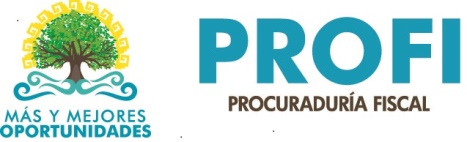 MÁS Y MEJORES
OPORTUNIDADES
PROFI
PROCURADURÍA FISCAL